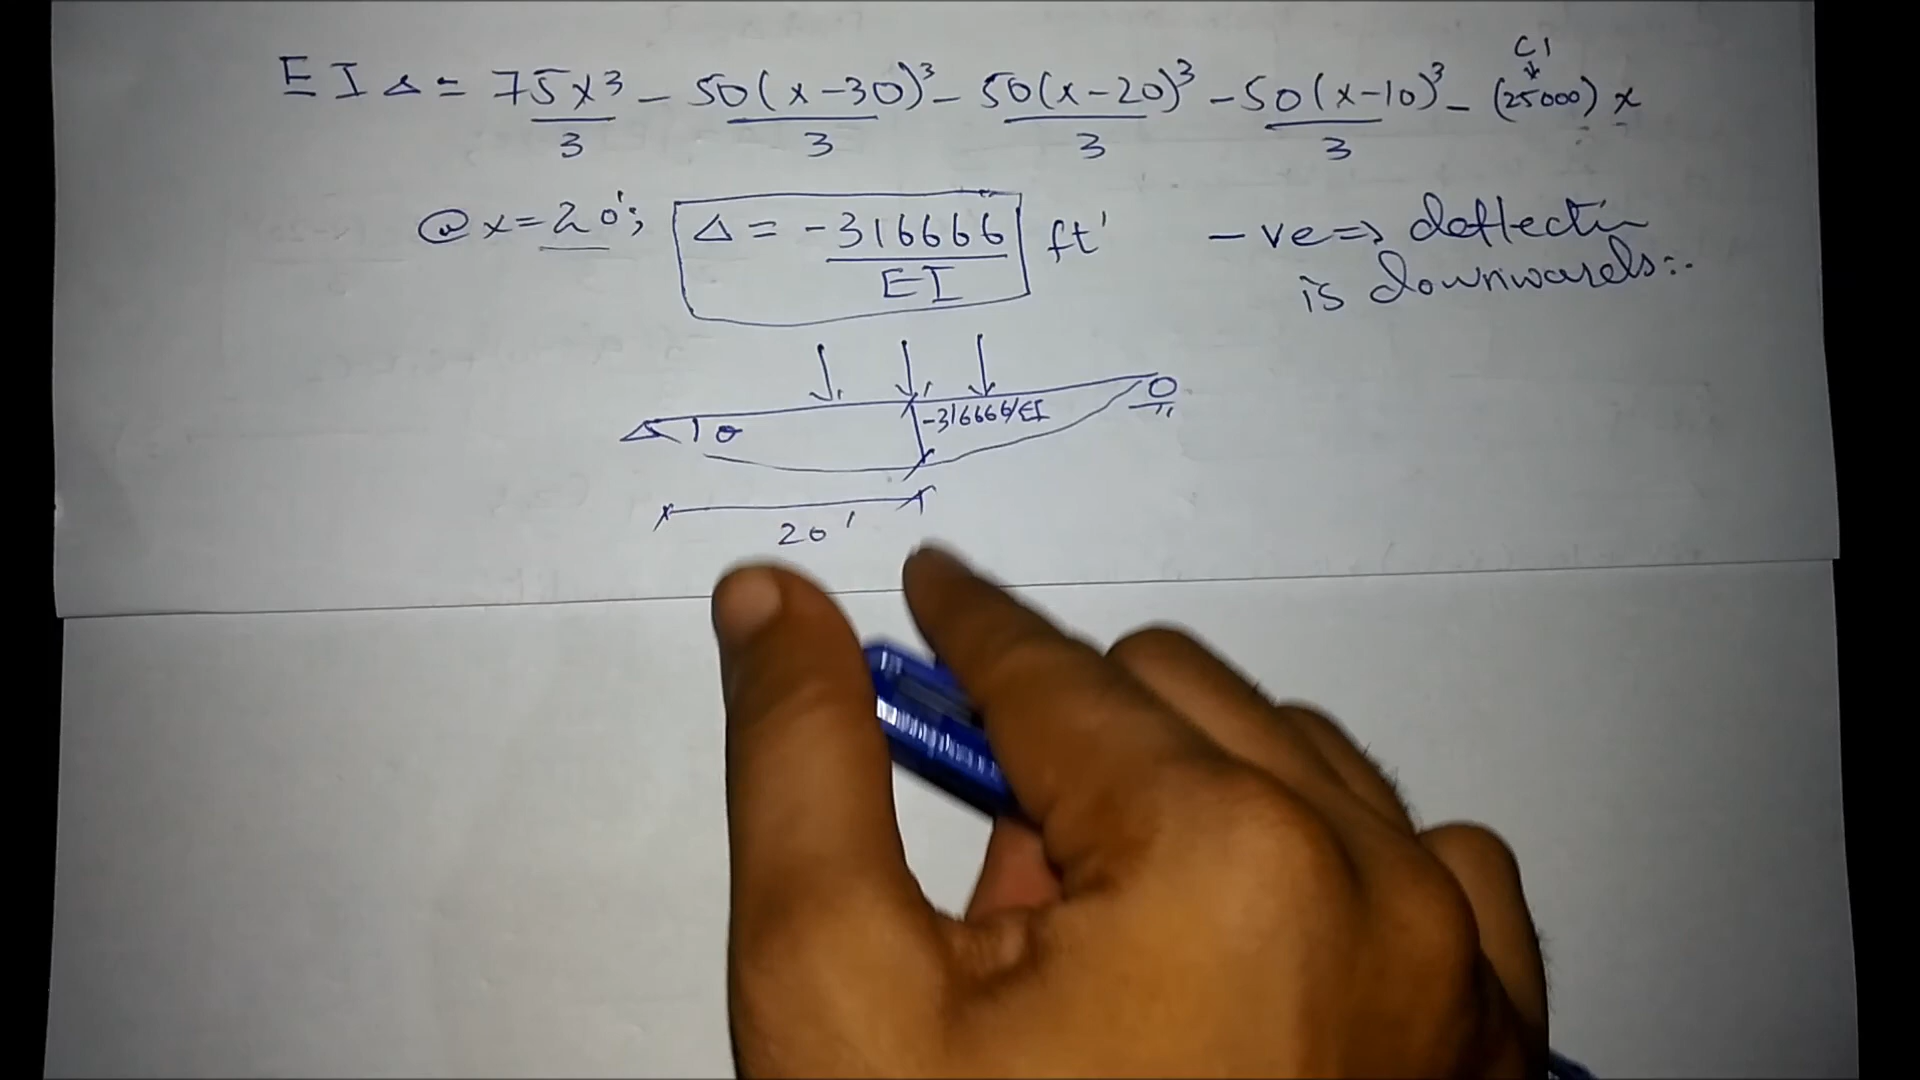 C1
EIΔ = 75x³/3 - 50(x-30)³/3 - 50(x-20)³/3 - 50(x-10)³/3 - (25000)x
@ x=20'; Δ = -316666/EI ft' -ve ⇒ deflectin
is downwards:.
-316666/EI
θ
20'